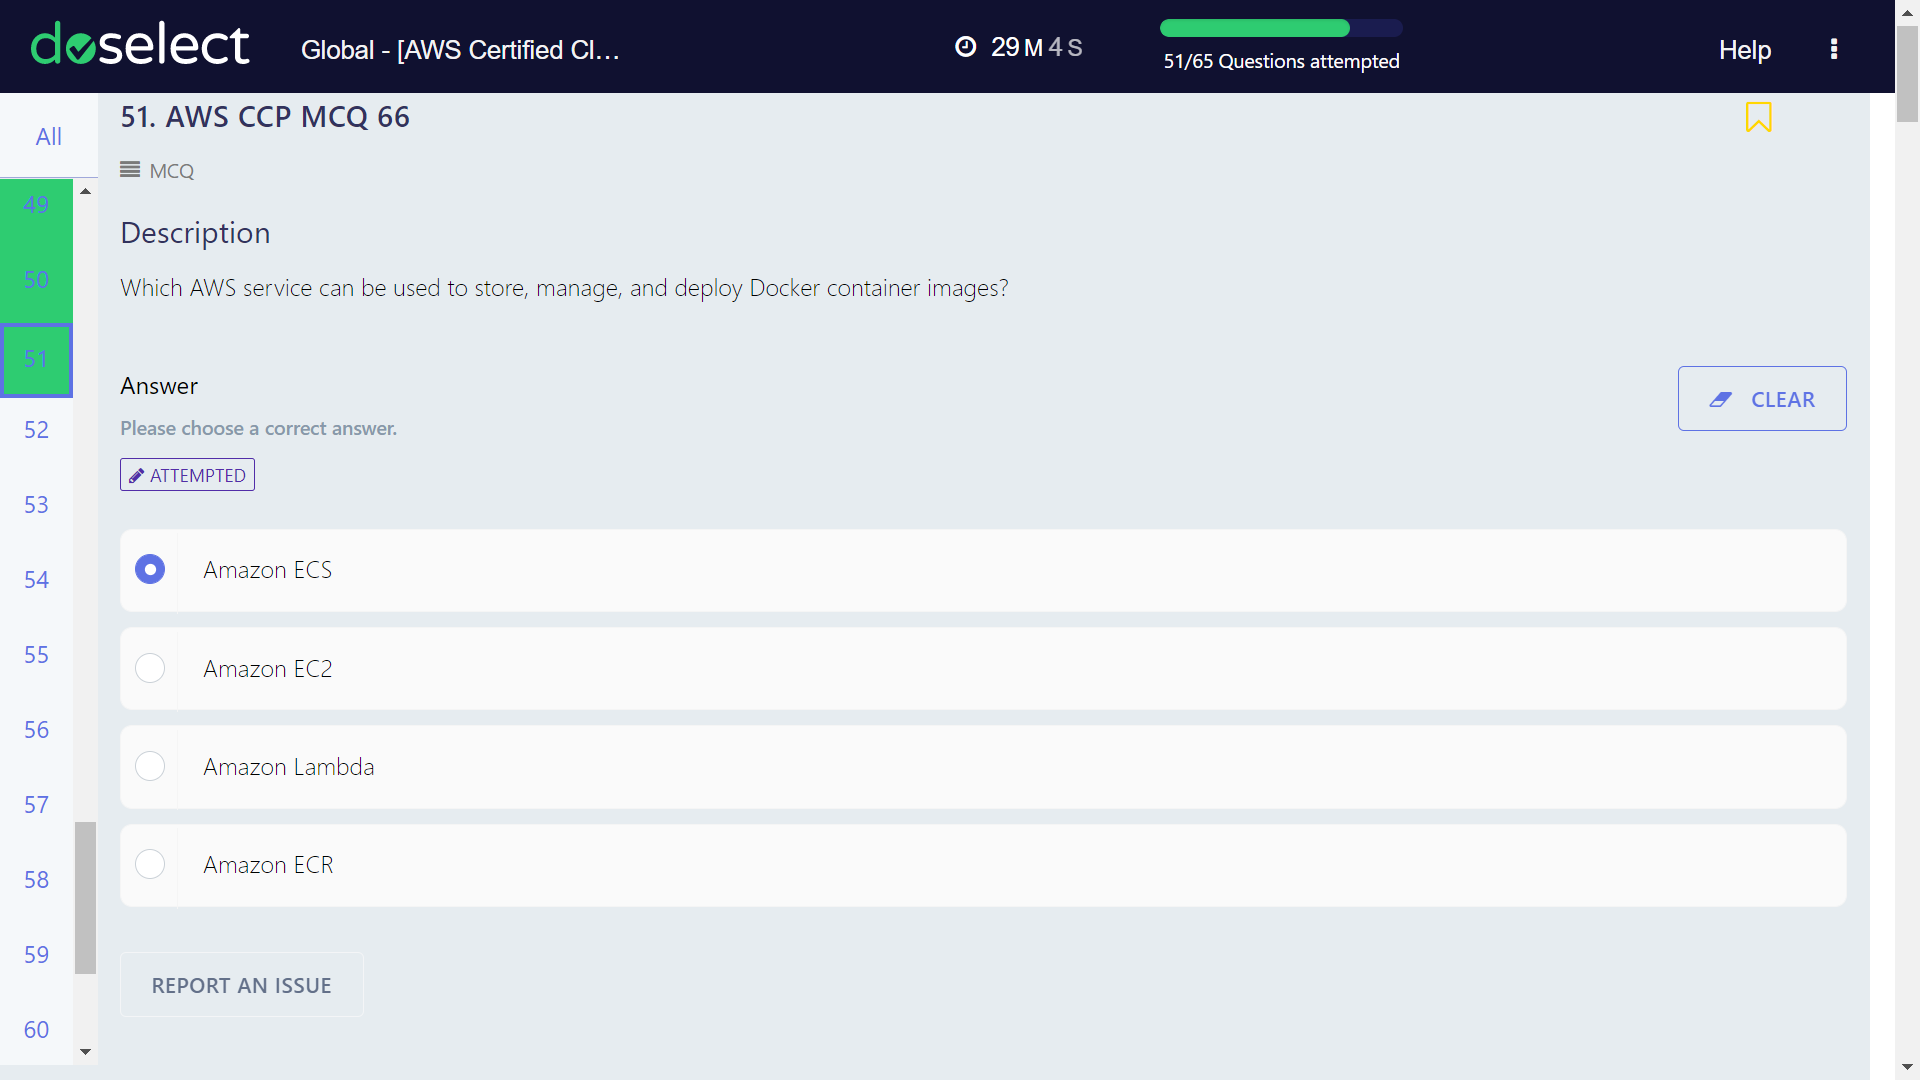 doselect
Global - [AWS Certified Cl...
29 M 4 S
51/65 Questions attempted
Help
All
49
50
51
52
53
54
55
56
57
58
59
60
51. AWS CCP MCQ 66
MCQ
Description
Which AWS service can be used to store, manage, and deploy Docker container images?
Answer
CLEAR
Please choose a correct answer.
ATTEMPTED
Amazon ECS
Amazon EC2
Amazon Lambda
Amazon ECR
REPORT AN ISSUE